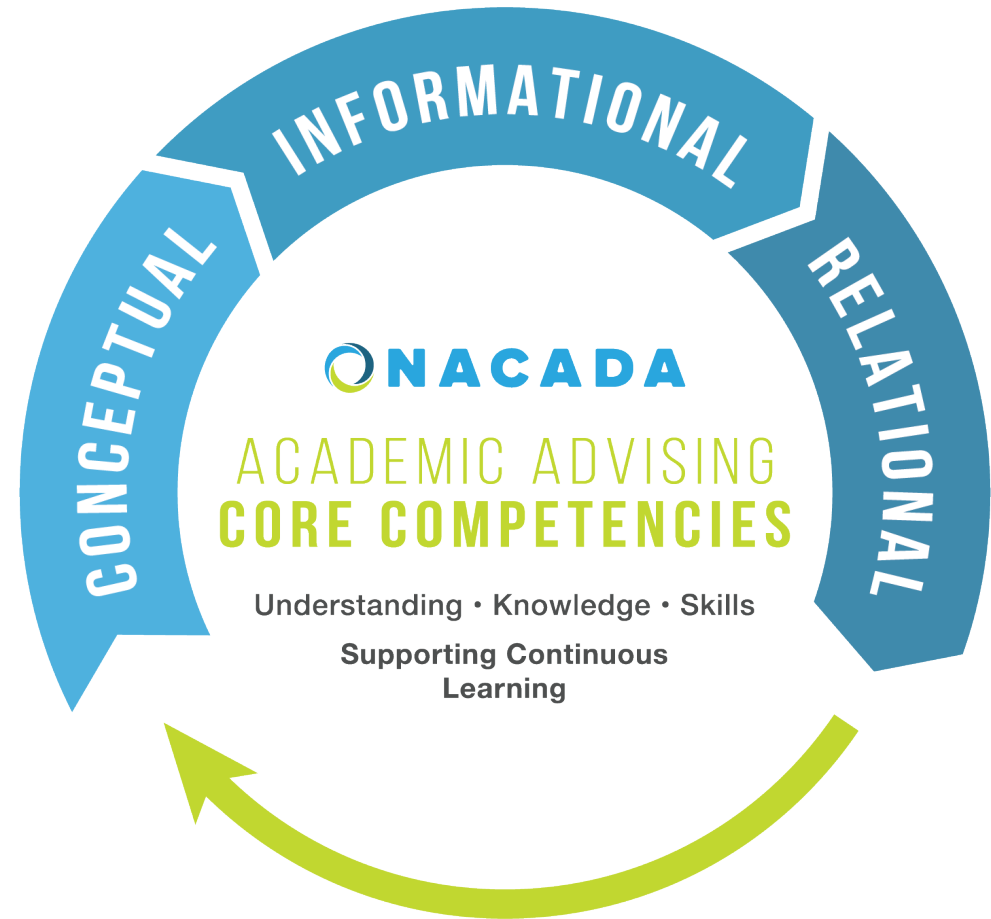 CONCEPTUAL
INFORMATIONAL
RELATIONAL
NACADA
ACADEMIC ADVISING
CORE COMPETENCIES
Understanding • Knowledge • Skills
Supporting Continuous
Learning